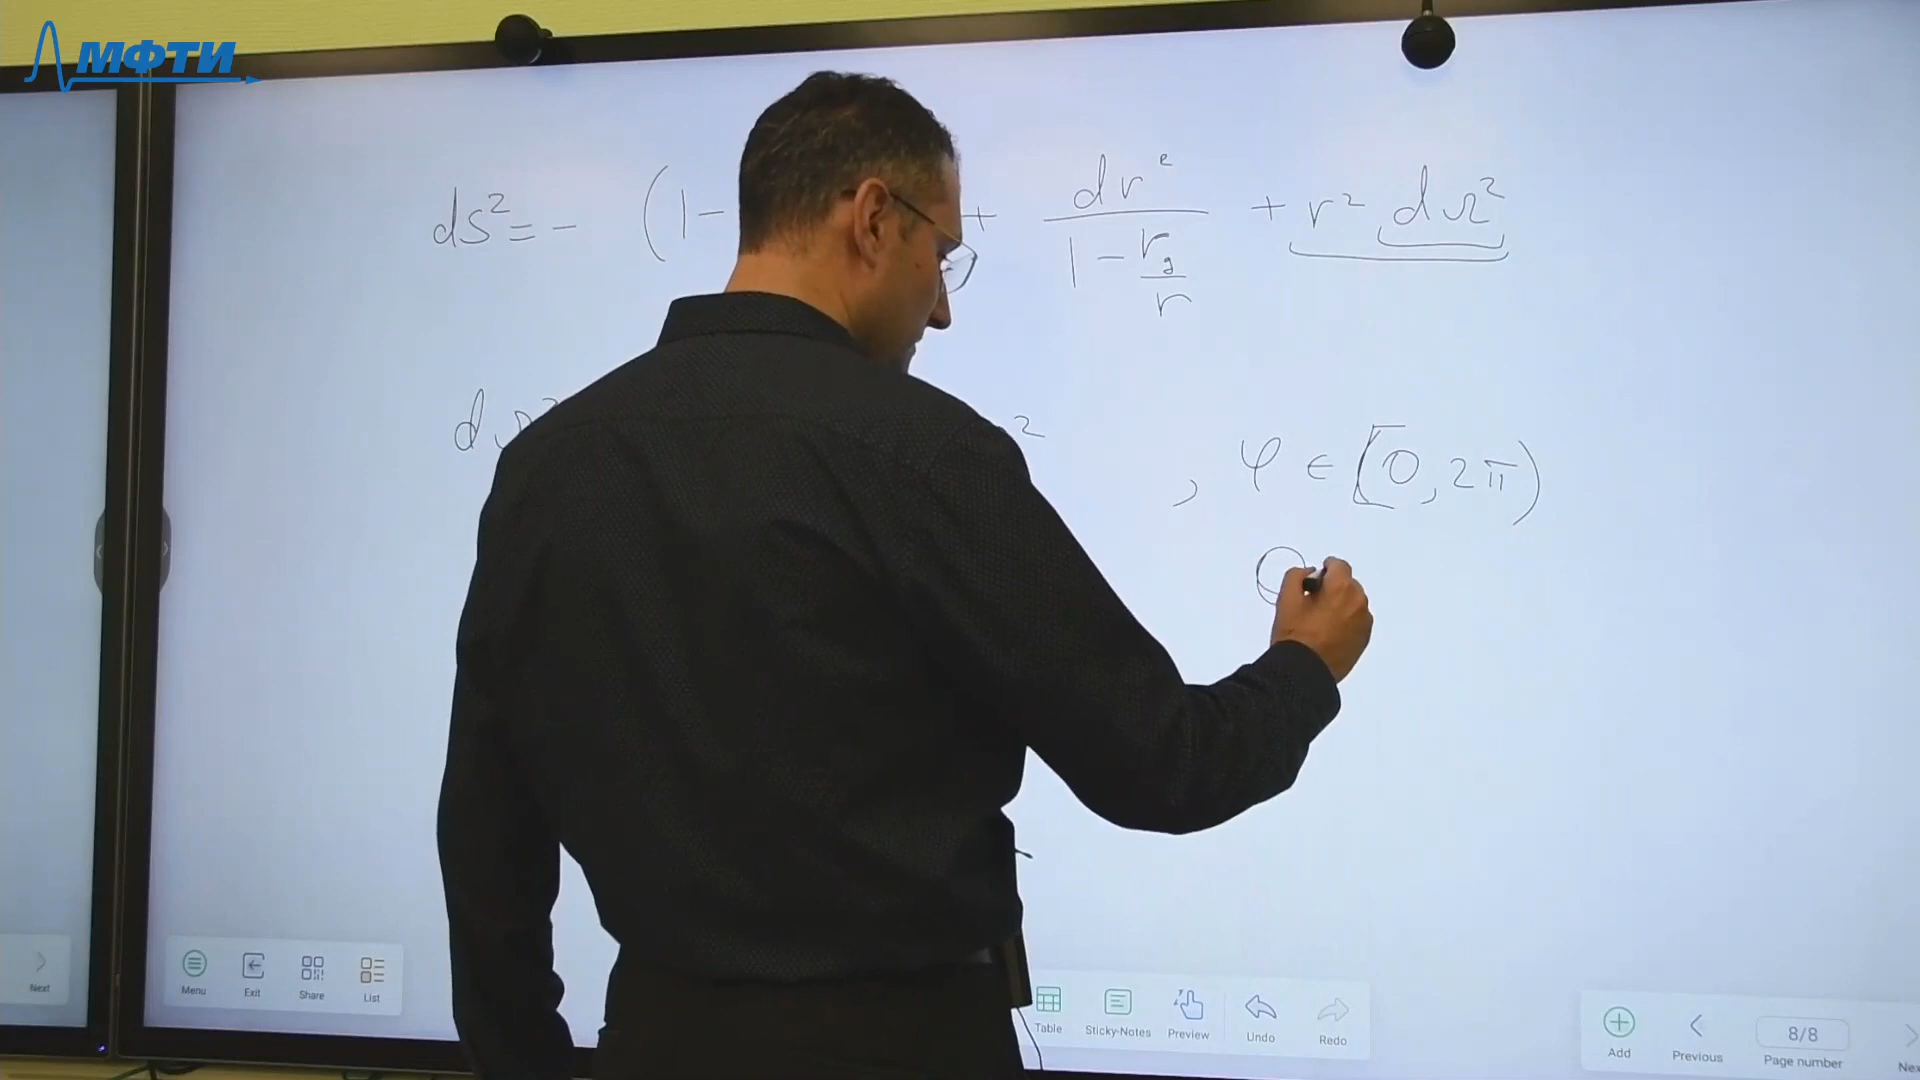 МФТИ
ds² = - (1 - + dr² / (1 - r_g / r) + r² dΩ²
dΩ² ² , φ ∈ [0, 2π)
Next
Menu Exit Share List
Table Sticky-Notes Preview Undo Redo
Add Previous 8/8 Page number